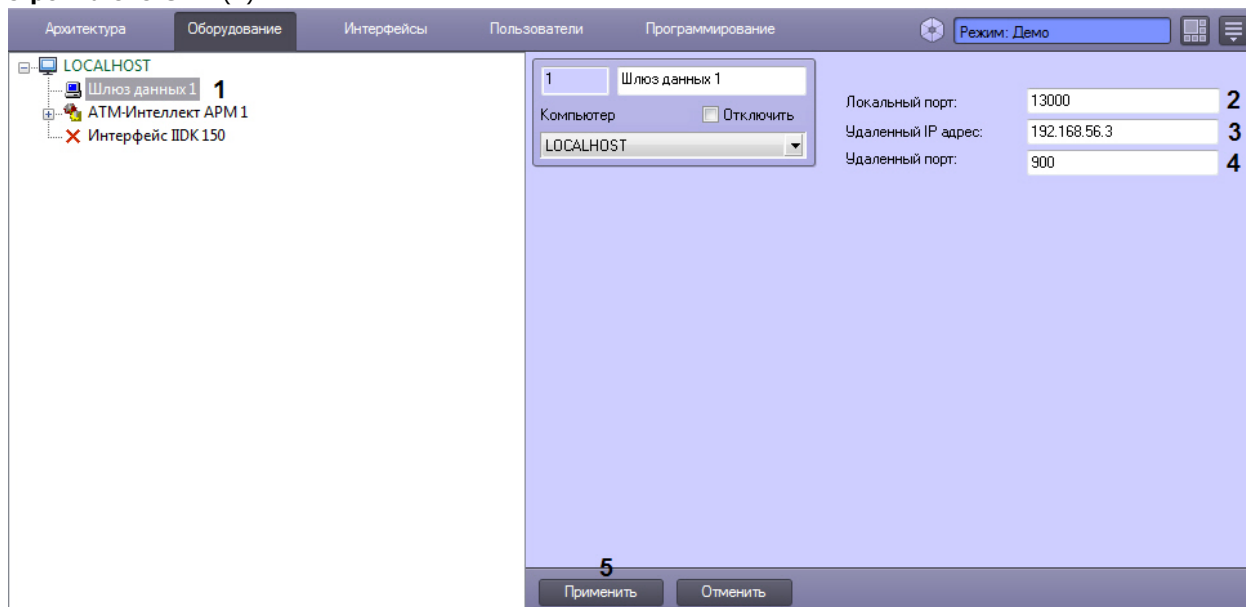 Архитектура Оборудование Интерфейсы Пользователи Программирование Режим: Демо
LOCALHOST
Шлюз данных 1 1
АТМ-Интеллект АРМ 1
Интерфейс IIDK 150
1 Шлюз данных 1
Компьютер Отключить
LOCALHOST
Локальный порт: 13000 2
Удаленный IP адрес: 192.168.56.3 3
Удаленный порт: 900 4
5
Применить Отменить